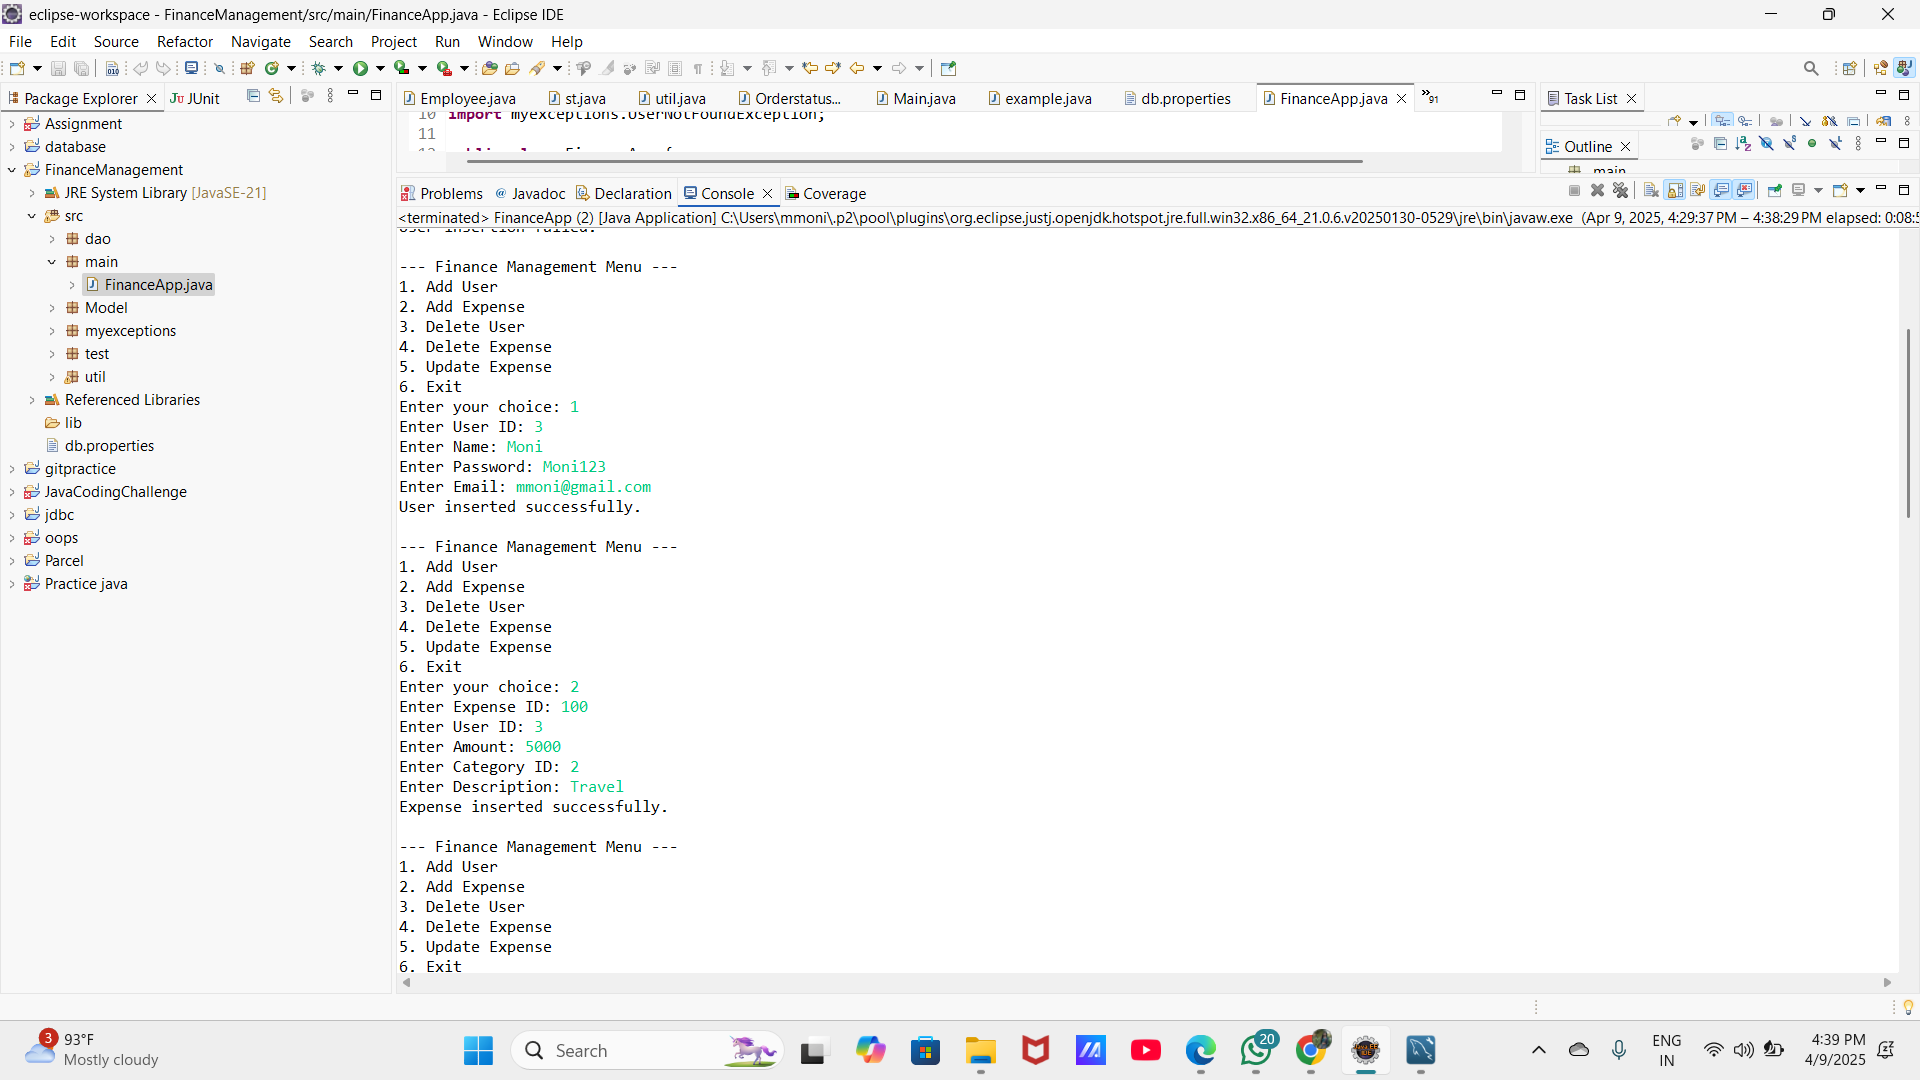 eclipse-workspace - FinanceManagement/src/main/FinanceApp.java - Eclipse IDE
File Edit Source Refactor Navigate Search Project Run Window Help
Package Explorer JUnit
Employee.java st.java util.java Orderstatus... Main.java example.java db.properties FinanceApp.java 91
Task List
Outline
main
10 import myexceptions.UserNotFoundException;
11
Assignment
database
FinanceManagement
JRE System Library [JavaSE-21]
src
dao
main
FinanceApp.java
Model
myexceptions
test
util
Referenced Libraries
lib
db.properties
gitpractice
JavaCodingChallenge
jdbc
oops
Parcel
Practice java
Problems Javadoc Declaration Console Coverage
<terminated> FinanceApp (2) [Java Application] C:\Users\mmoni\.p2\pool\plugins\org.eclipse.justj.openjdk.hotspot.jre.full.win32.x86_64_21.0.6.v20250130-0529\jre\bin\javaw.exe (Apr 9, 2025, 4:29:37 PM – 4:38:29 PM elapsed: 0:08:5
User insertion failed.
--- Finance Management Menu ---
1. Add User
2. Add Expense
3. Delete User
4. Delete Expense
5. Update Expense
6. Exit
Enter your choice: 1
Enter User ID: 3
Enter Name: Moni
Enter Password: Moni123
Enter Email: mmoni@gmail.com
User inserted successfully.
--- Finance Management Menu ---
1. Add User
2. Add Expense
3. Delete User
4. Delete Expense
5. Update Expense
6. Exit
Enter your choice: 2
Enter Expense ID: 100
Enter User ID: 3
Enter Amount: 5000
Enter Category ID: 2
Enter Description: Travel
Expense inserted successfully.
--- Finance Management Menu ---
1. Add User
2. Add Expense
3. Delete User
4. Delete Expense
5. Update Expense
6. Exit
3
93°F
Mostly cloudy
Search
20
ENG
IN
4:39 PM
4/9/2025